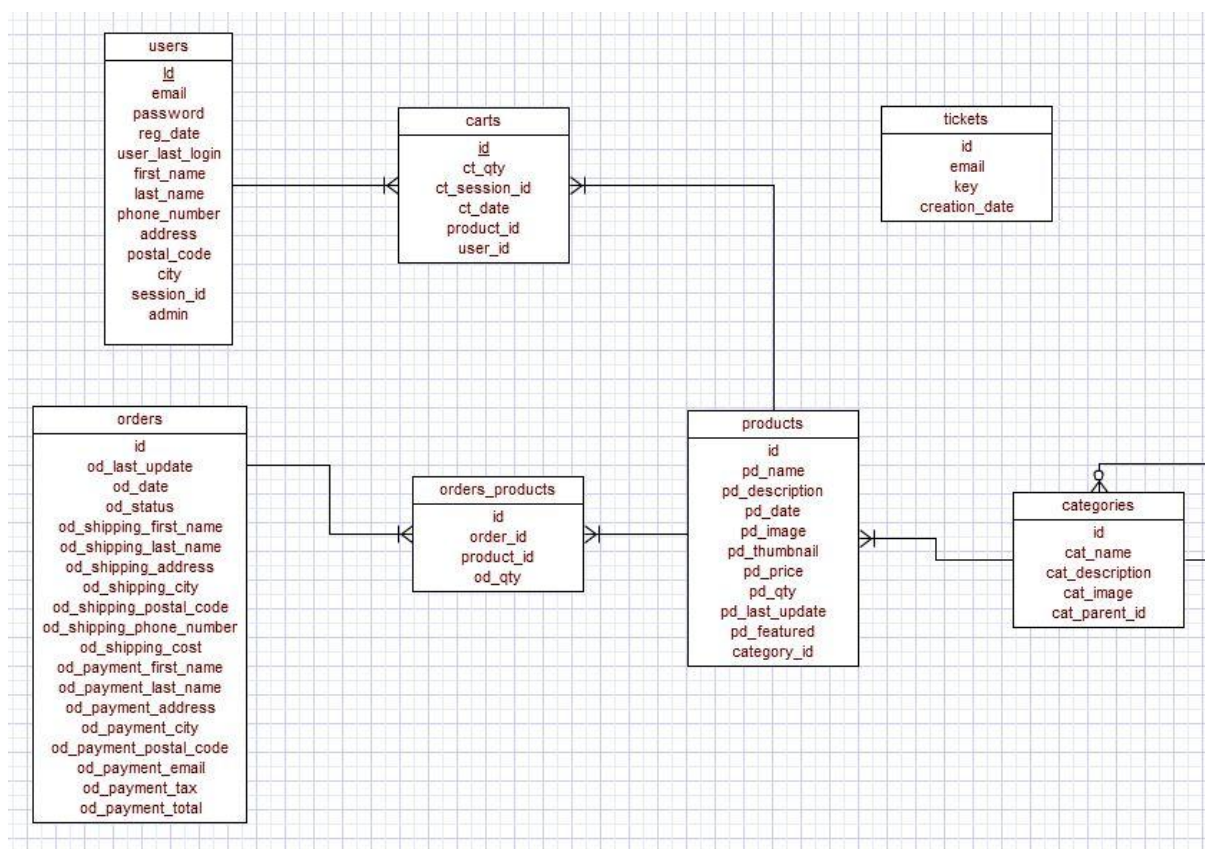 users
Id
email
password
reg_date
user_last_login
first_name
last_name
phone_number
address
postal_code
city
session_id
admin
carts
id
ct_qty
ct_session_id
ct_date
product_id
user_id
tickets
id
email
key
creation_date
orders
id
od_last_update
od_date
od_status
od_shipping_first_name
od_shipping_last_name
od_shipping_address
od_shipping_city
od_shipping_postal_code
od_shipping_phone_number
od_shipping_cost
od_payment_first_name
od_payment_last_name
od_payment_address
od_payment_city
od_payment_postal_code
od_payment_email
od_payment_tax
od_payment_total
orders_products
id
order_id
product_id
od_qty
products
id
pd_name
pd_description
pd_date
pd_image
pd_thumbnail
pd_price
pd_qty
pd_last_update
pd_featured
category_id
categories
id
cat_name
cat_description
cat_image
cat_parent_id